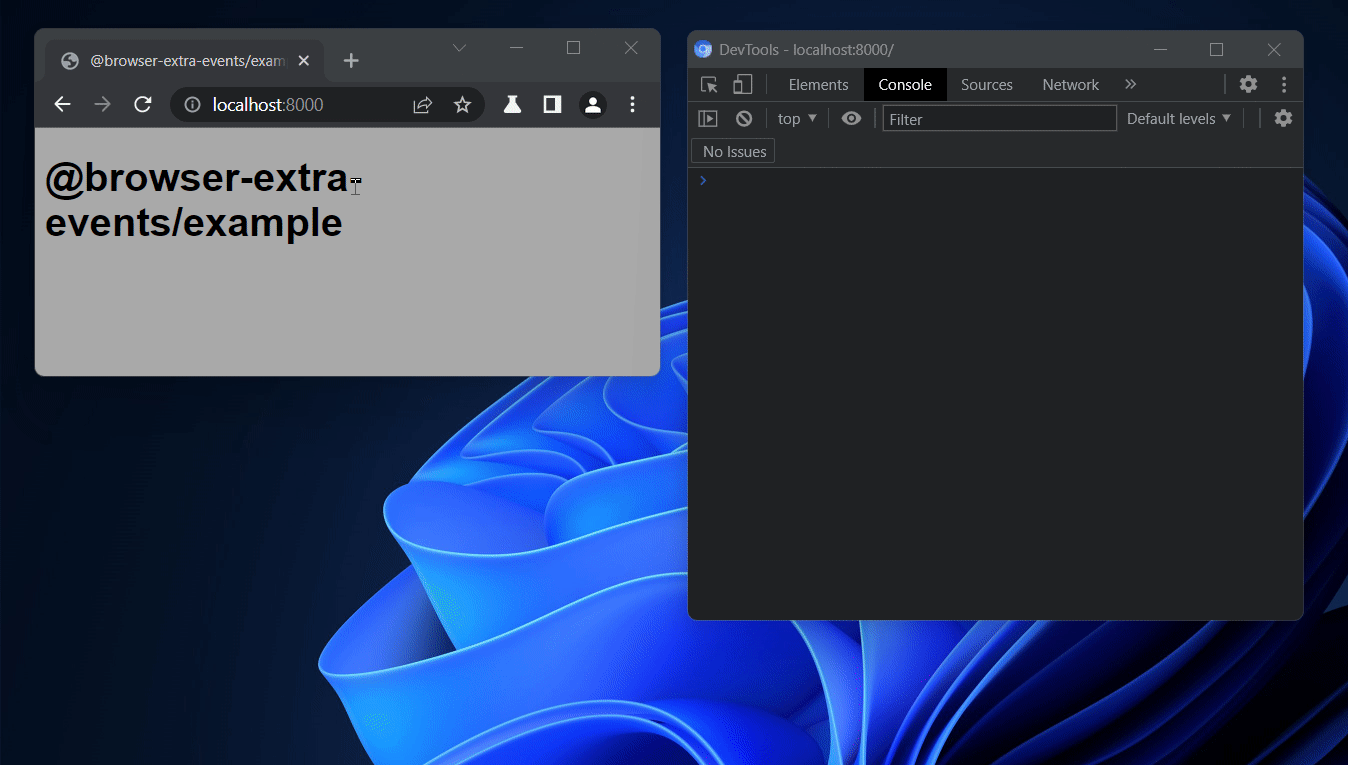 @browser-extra-events/exam
localhost:8000
@browser-extra-
events/example
DevTools - localhost:8000/
Elements
Console
Sources
Network
top
Filter
Default levels
No Issues